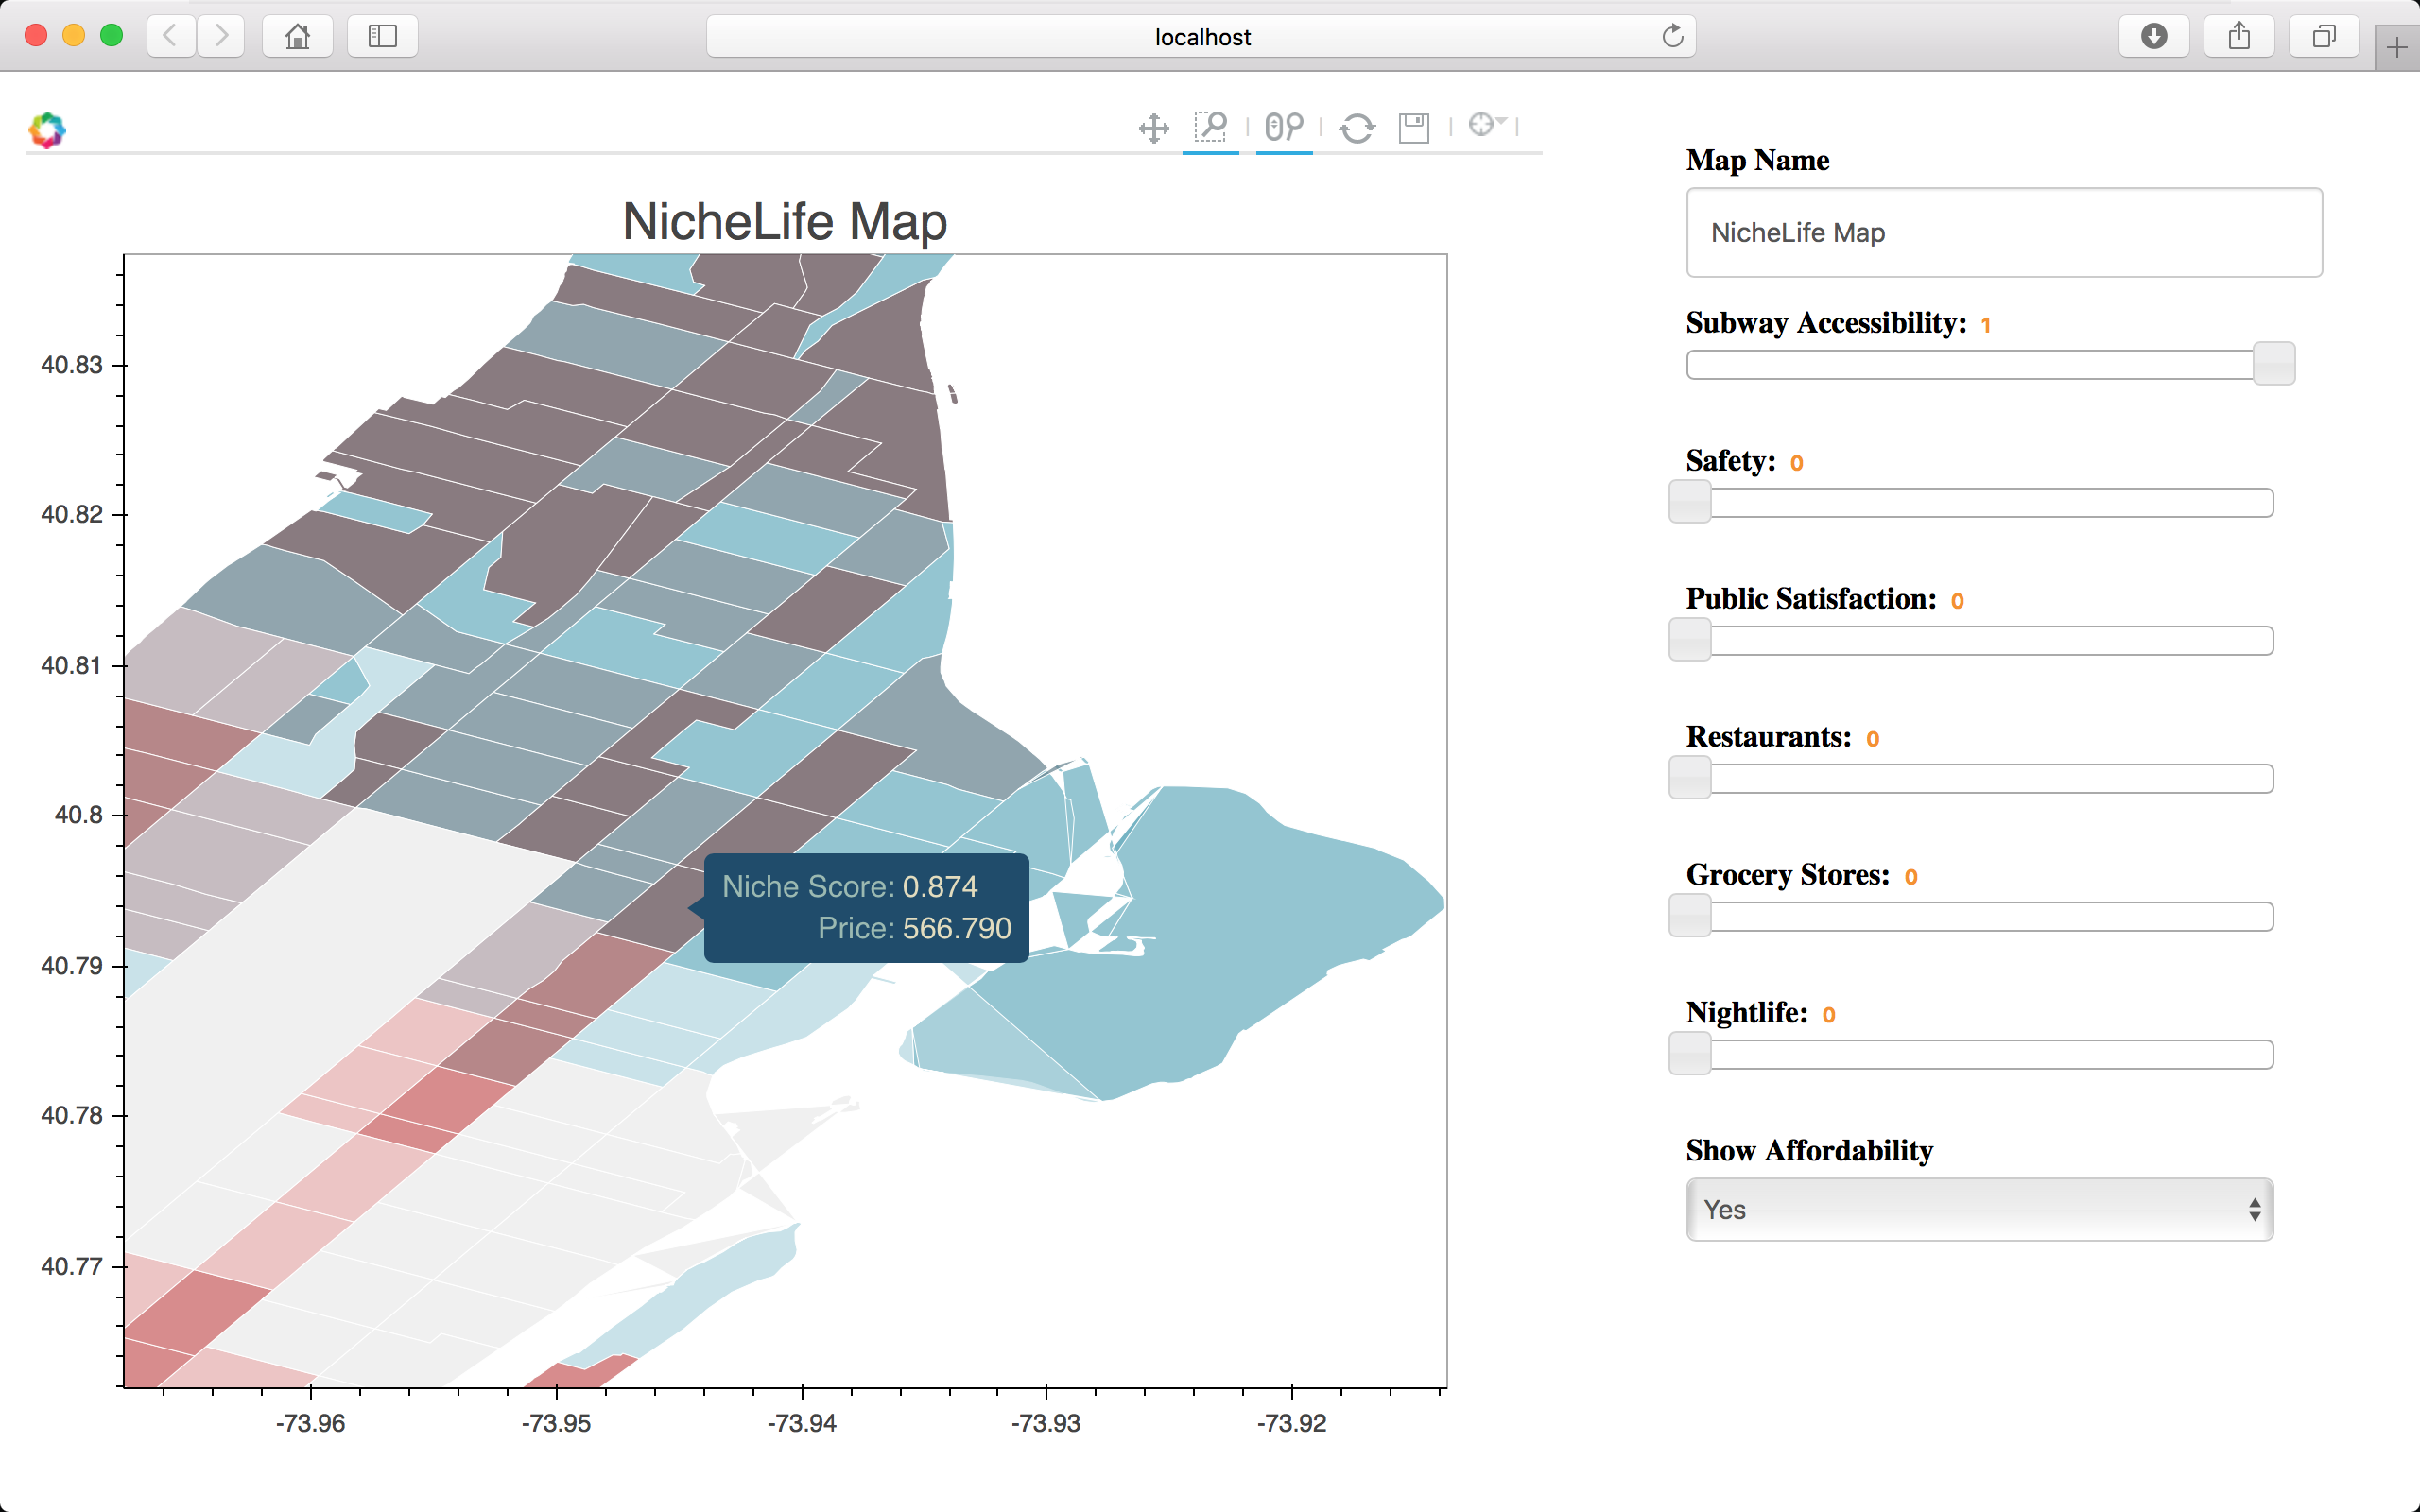 localhost
NicheLife Map
40.83
40.82
40.81
40.8
40.79
40.78
40.77
-73.96 -73.95 -73.94 -73.93 -73.92
Niche Score: 0.874
Price: 566.790
Map Name
NicheLife Map
Subway Accessibility: 1
Safety: 0
Public Satisfaction: 0
Restaurants: 0
Grocery Stores: 0
Nightlife: 0
Show Affordability
Yes